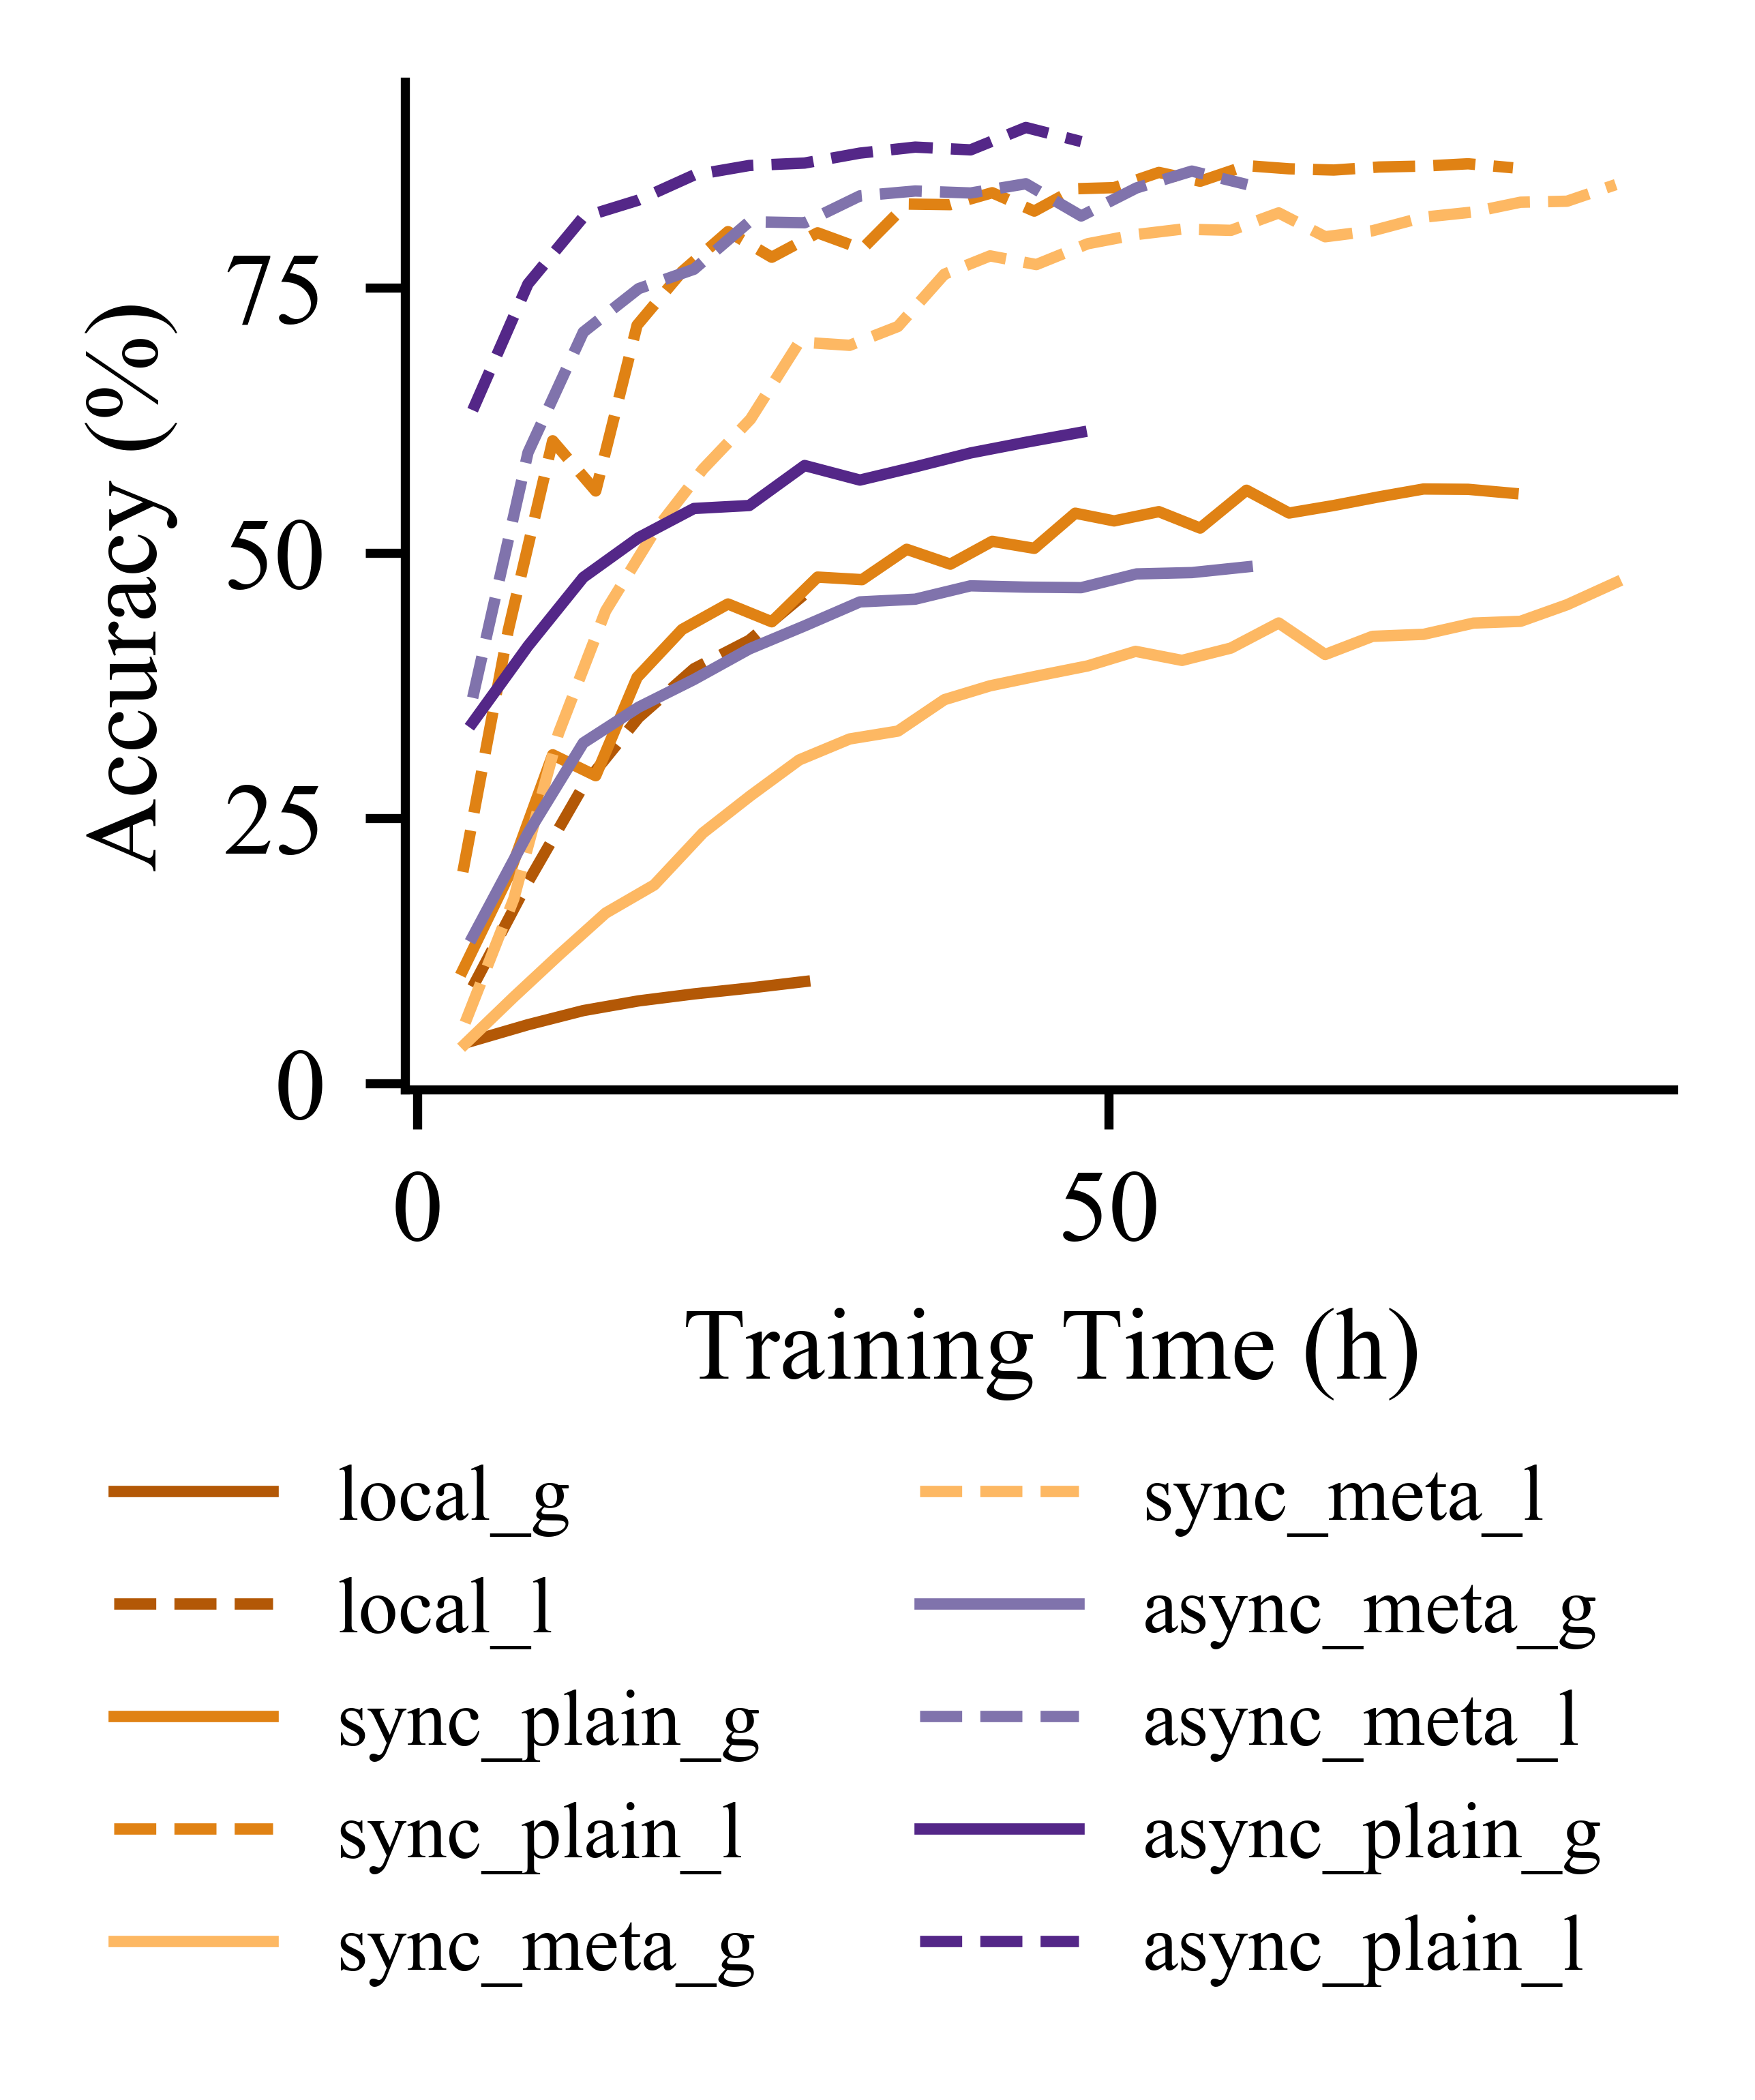 Accuracy (%)
75
50
25
0
0
50
Training Time (h)
local_g
local_l
sync_plain_g
sync_plain_l
sync_meta_g
sync_meta_l
async_meta_g
async_meta_l
async_plain_g
async_plain_l